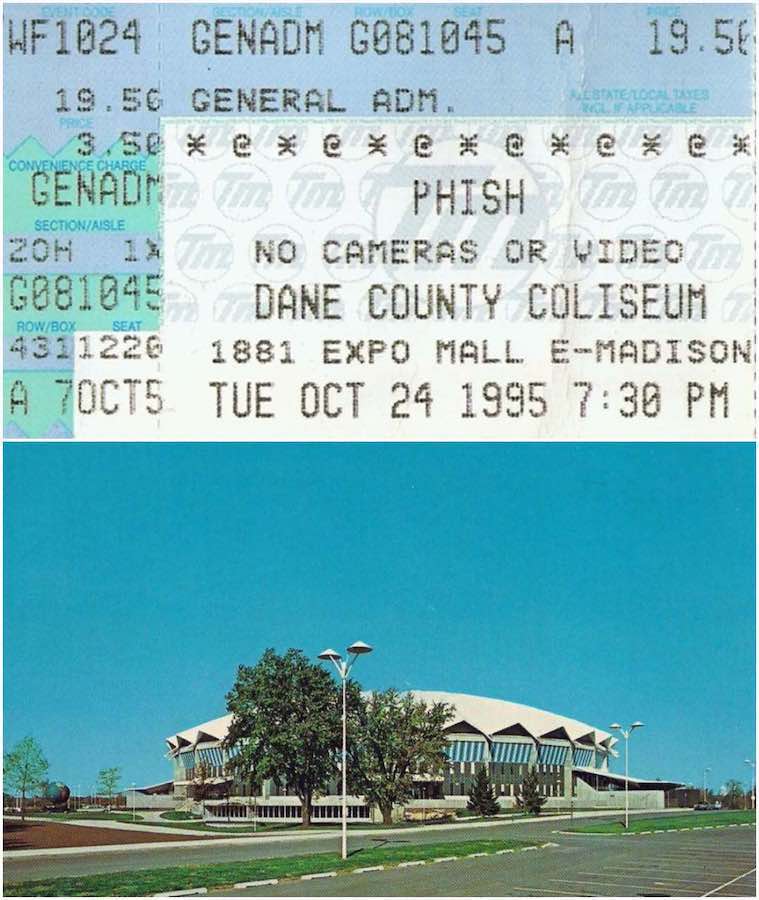 EVENT CODE SECTION/AISLE ROW/BOX SEAT PRICE
WF1024 GENADM G081045 A 19.50
19.50 GENERAL ADM. ALL STATE/LOCAL TAXES
INCL. IF APPLICABLE
PRICE
3.50 * @ * @ * @ * @ * @ * @ *
CONVENIENCE CHARGE
GENADM PHISH
SECTION/AISLE
ZOH 1X NO CAMERAS OR VIDEO
G081045 DANE COUNTY COLISEUM
ROW/BOX SEAT
4311220 1881 EXPO MALL E-MADISON
A 7OCT5 TUE OCT 24 1995 7:30 PM